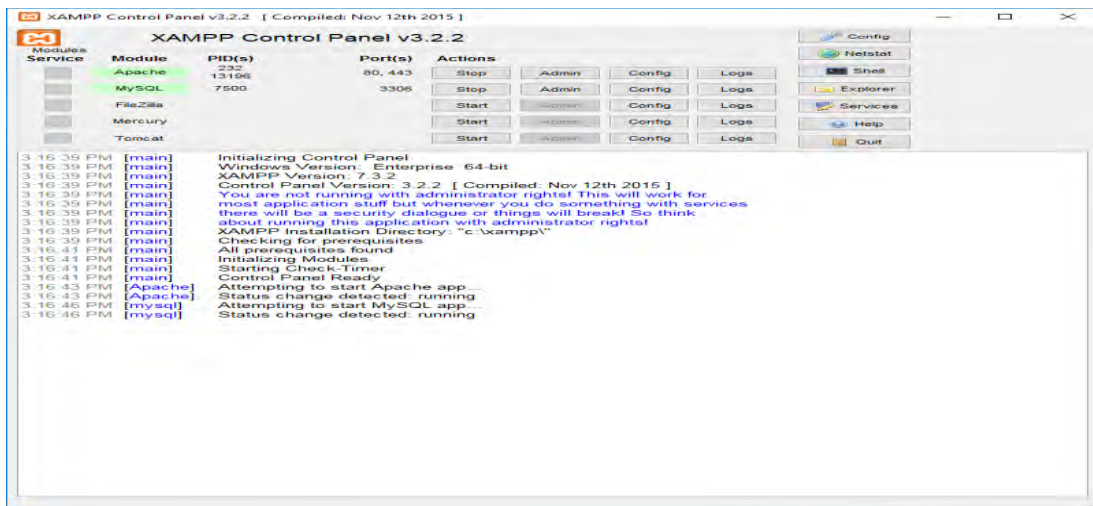 XAMPP Control Panel v3.2.2 [ Compiled: Nov 12th 2015 ]
XAMPP Control Panel v3.2.2
Config
Modules
Service Module PID(s) Port(s) Actions
Netstat
Apache 232 13196 80, 443 Stop Admin Config Logs
Shell
MySQL 7500 3306 Stop Admin Config Logs
Explorer
FileZilla Start Admin Config Logs
Services
Mercury Start Admin Config Logs
Help
Tomcat Start Admin Config Logs
Quit
3:16:39 PM [main] Initializing Control Panel
3:16:39 PM [main] Windows Version: Enterprise 64-bit
3:16:39 PM [main] XAMPP Version: 7.3.2
3:16:39 PM [main] Control Panel Version: 3.2.2 [ Compiled: Nov 12th 2015 ]
3:16:39 PM [main] You are not running with administrator rights! This will work for
3:16:39 PM [main] most application stuff but whenever you do something with services
3:16:39 PM [main] there will be a security dialogue or things will break! So think
3:16:39 PM [main] about running this application with administrator rights!
3:16:39 PM [main] XAMPP Installation Directory: "c:\xampp\"
3:16:39 PM [main] Checking for prerequisites
3:16:41 PM [main] All prerequisites found
3:16:41 PM [main] Initializing Modules
3:16:41 PM [main] Starting Check-Timer
3:16:41 PM [main] Control Panel Ready
3:16:43 PM [Apache] Attempting to start Apache app...
3:16:43 PM [Apache] Status change detected: running
3:16:46 PM [mysql] Attempting to start MySQL app...
3:16:46 PM [mysql] Status change detected: running